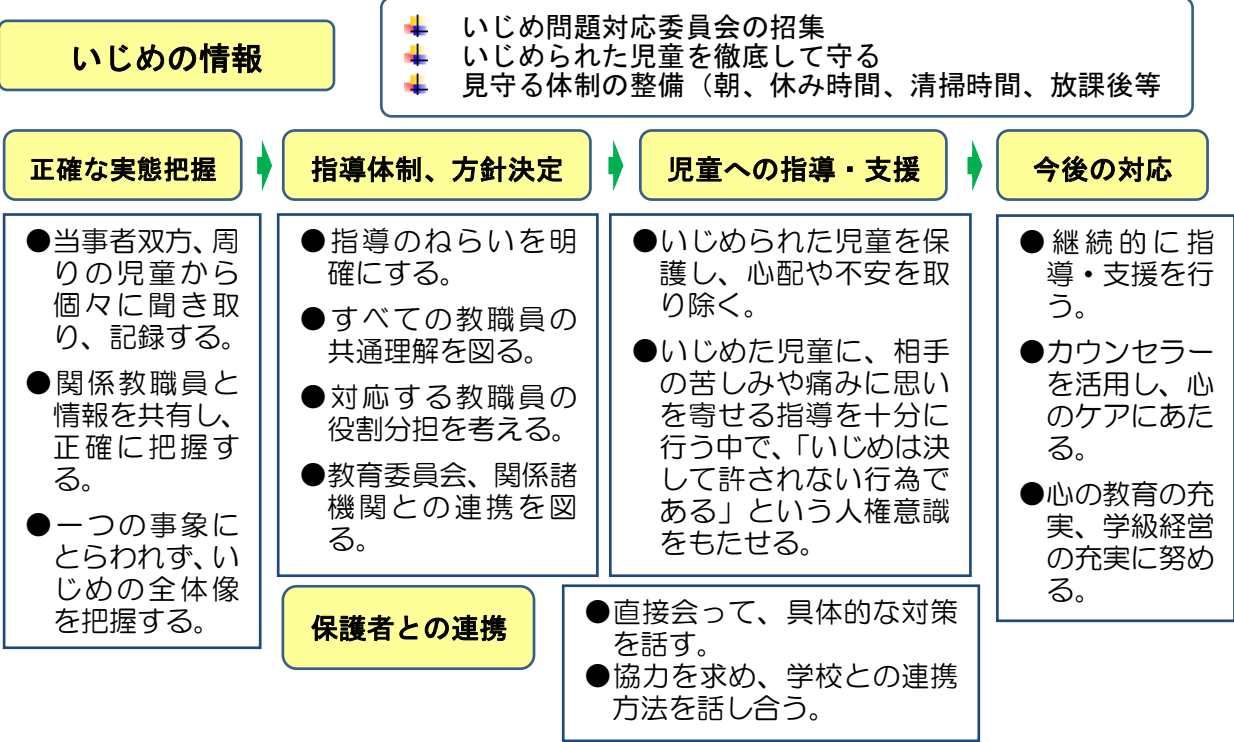 いじめの情報
いじめ問題対応委員会の招集
いじめられた児童を徹底して守る
見守る体制の整備（朝、休み時間、清掃時間、放課後等
正確な実態把握
指導体制、方針決定
児童への指導・支援
今後の対応
●当事者双方、周
りの児童から
個々に聞き取
り、記録する。
●関係教職員と
情報を共有し、
正確に把握す
る。
●一つの事象に
とらわれず、い
じめの全体像
を把握する。
●指導のねらいを明
確にする。
●すべての教職員の
共通理解を図る。
●対応する教職員の
役割分担を考える。
●教育委員会、関係諸
機関との連携を図
る。
●いじめられた児童を保
護し、心配や不安を取
り除く。
●いじめた児童に、相手
の苦しみや痛みに思い
を寄せる指導を十分に
行う中で、「いじめは決
して許されない行為で
ある」という人権意識
をもたせる。
●継続的に指
導・支援を行
う。
●カウンセラー
を活用し、心
のケアにあた
る。
●心の教育の充
実、学級経営
の充実に努め
る。
保護者との連携
●直接会って、具体的な対策
を話す。
●協力を求め、学校との連携
方法を話し合う。